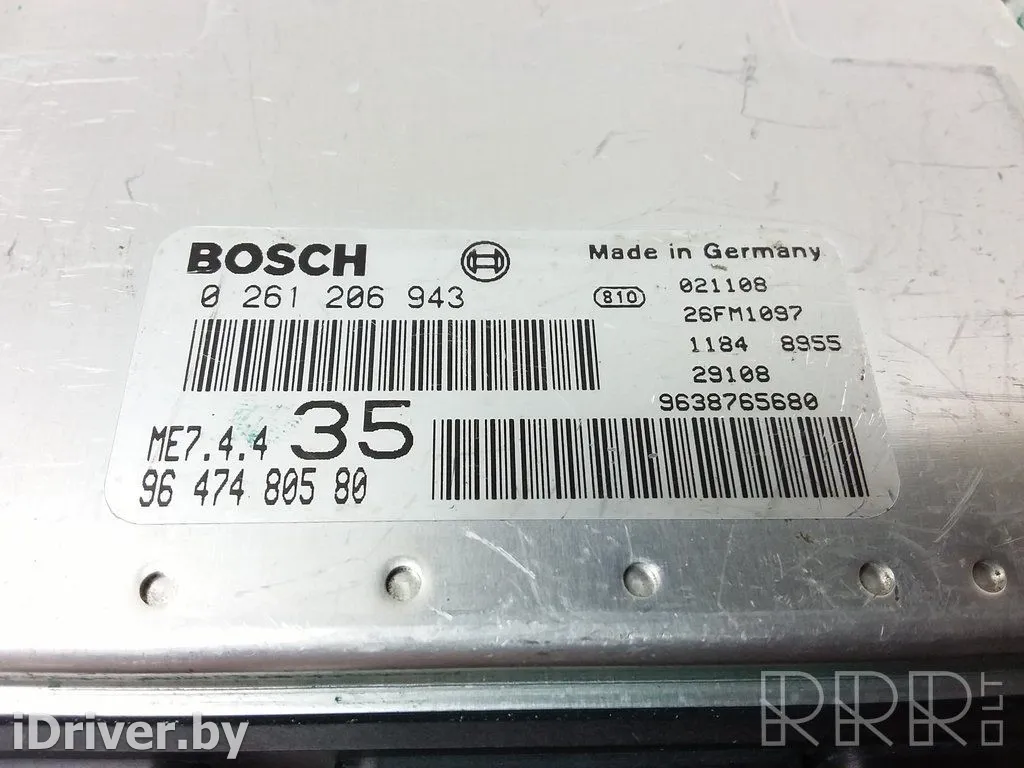 BOSCH
Made in Germany
0 261 206 943
810
021108
26FM1097
1184 8955
29108
9638765680
ME7.4.4 35
96 474 805 80
iDriver.by
RRR.LT